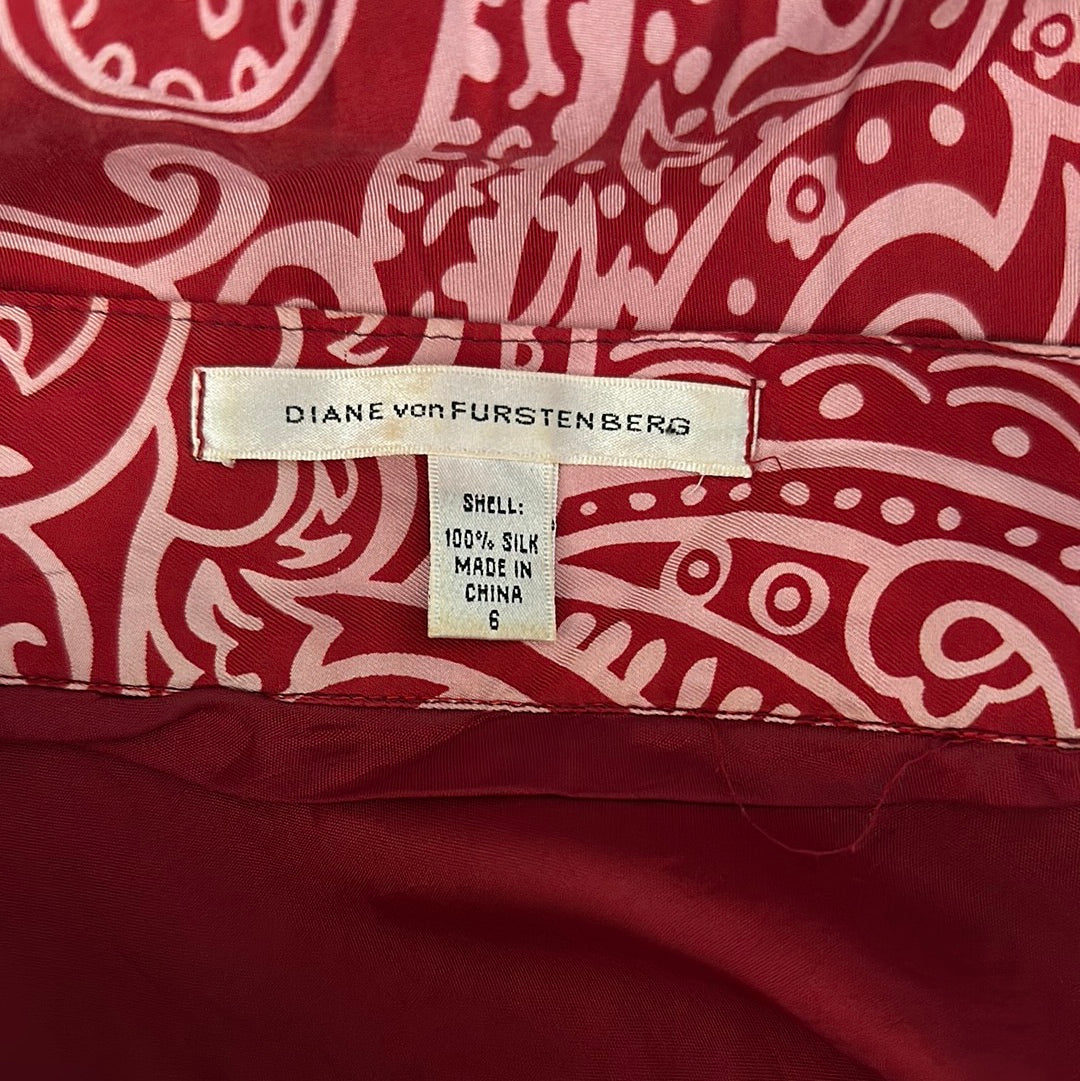 DIANE von FURSTENBERG
SHELL:
100% SILK
MADE IN
CHINA
6